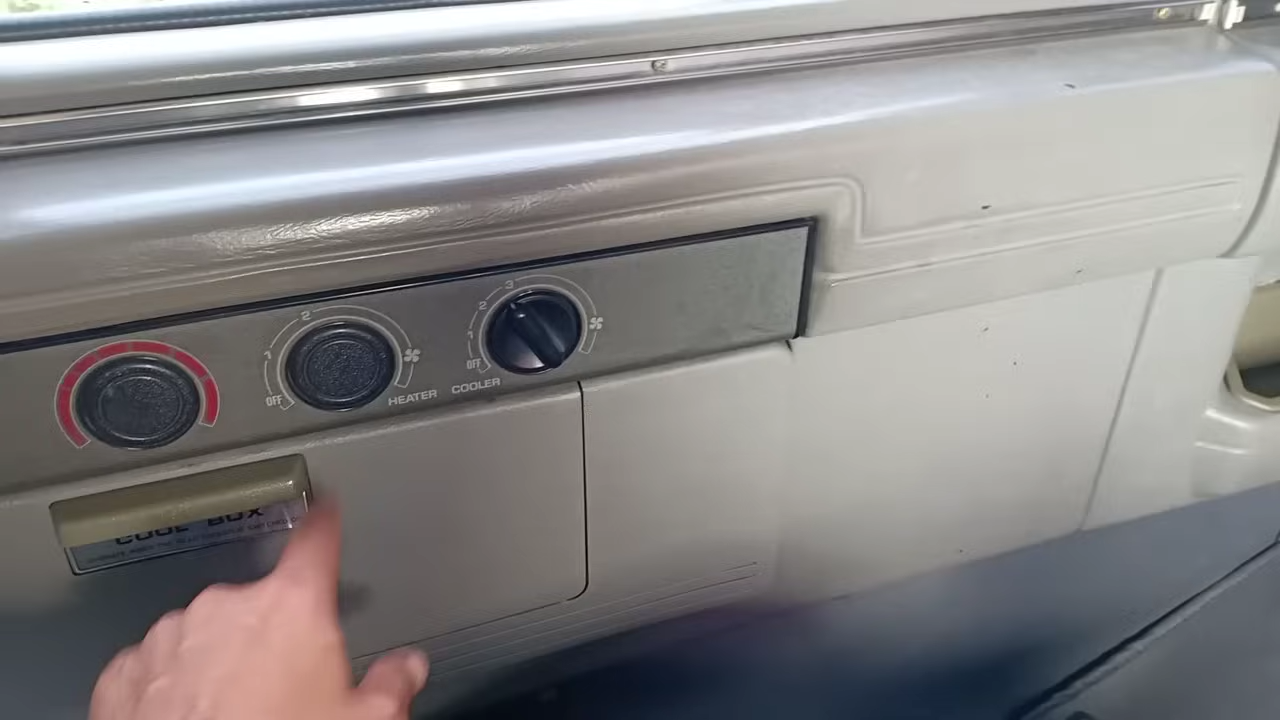 1 2
OFF
HEATER
1 2 3
OFF
COOLER
COOL BOX